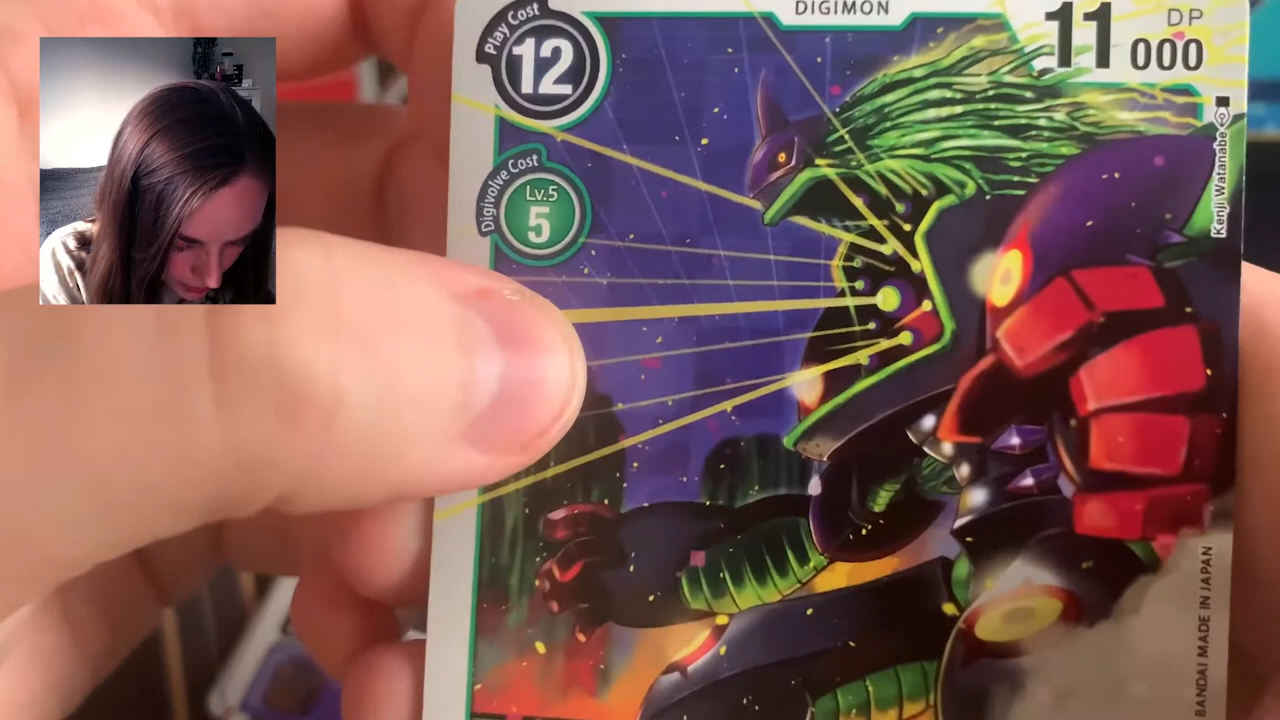 DIGIMON
Play Cost
12
11000
DP
Digivolve Cost
Lv.5
5
Kenji Watanabe
BANDAI MADE IN JAPAN